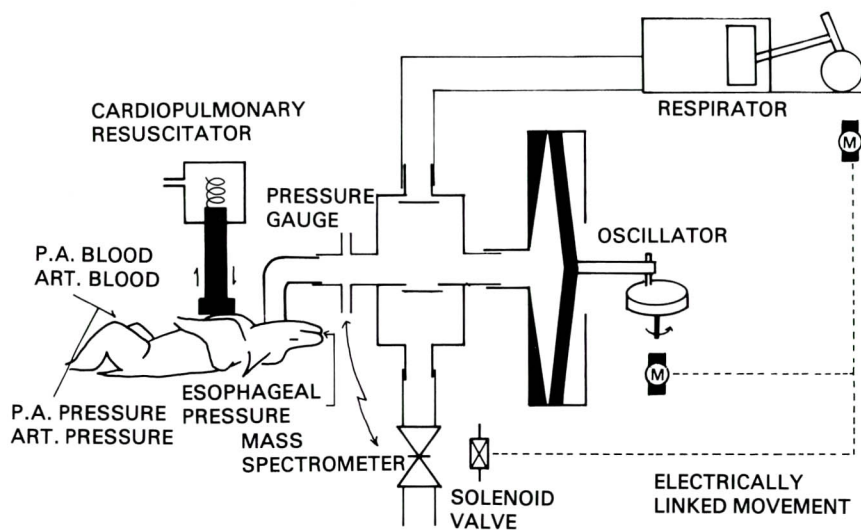 CARDIOPULMONARY
RESUSCITATOR
RESPIRATOR
M
PRESSURE
GAUGE
OSCILLATOR
P.A. BLOOD
ART. BLOOD
M
P.A. PRESSURE
ART. PRESSURE
ESOPHAGEAL
PRESSURE
MASS
SPECTROMETER
SOLENOID
VALVE
ELECTRICALLY
LINKED MOVEMENT